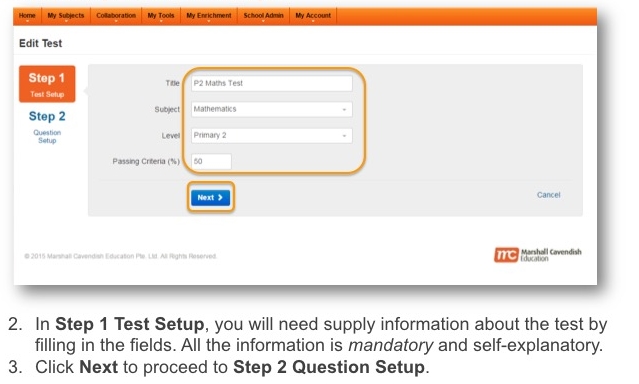 Home My Subjects Collaboration My Tools My Enrichment School Admin My Account
Edit Test
Step 1
Test Setup
Step 2
Question
Setup
Title P2 Maths Test
Subject Mathematics
Level Primary 2
Passing Criteria (%) 50
Next
Cancel
© 2015 Marshall Cavendish Education Pte. Ltd. All Rights Reserved.
mc Marshall Cavendish
Education
2. In Step 1 Test Setup, you will need supply information about the test by
filling in the fields. All the information is mandatory and self-explanatory.
3. Click Next to proceed to Step 2 Question Setup.